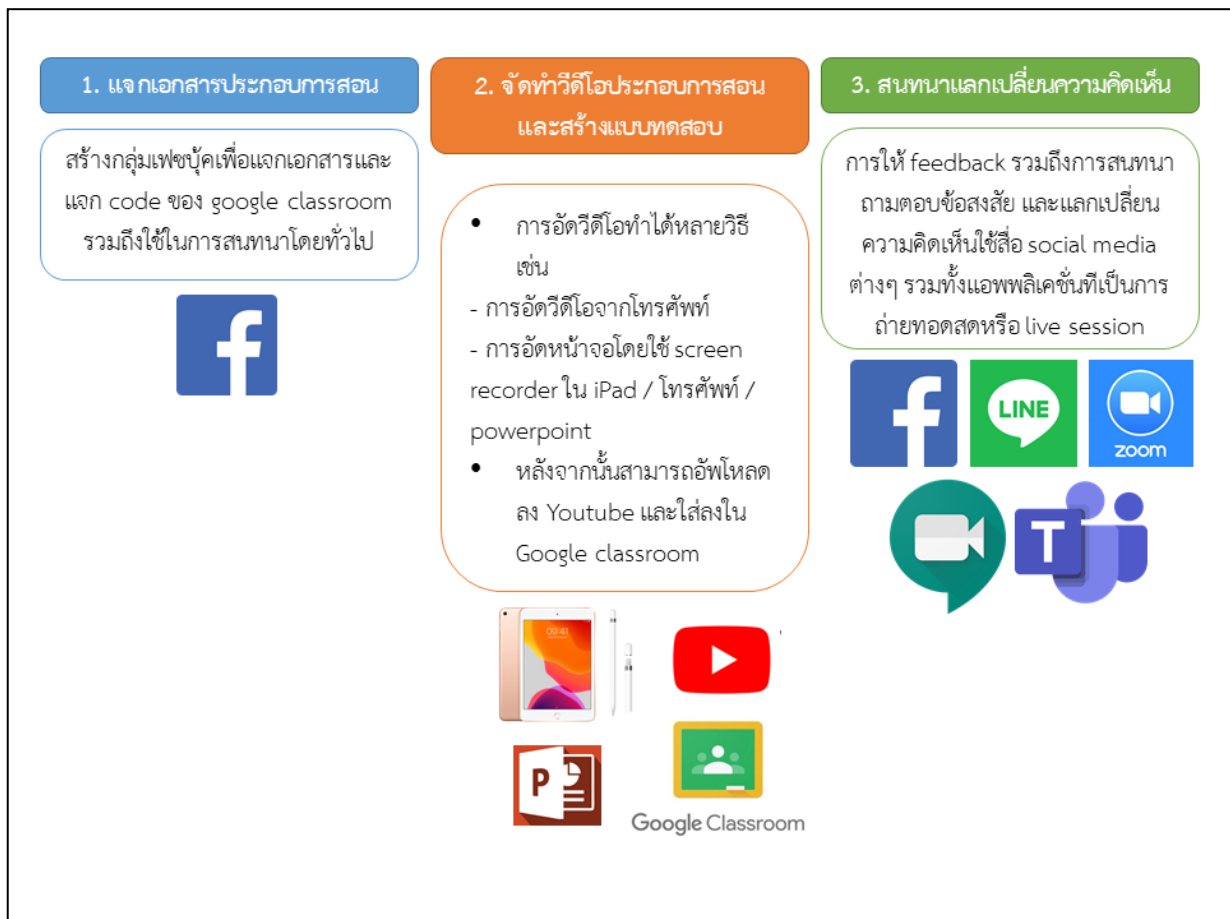 1. แจกเอกสารประกอบการสอน
สร้างกลุ่มเฟซบุ้คเพื่อแจกเอกสารและ
แจก code ของ google classroom
รวมถึงใช้ในการสนทนาโดยทั่วไป
2. จัดทำวีดีโอประกอบการสอน
และสร้างแบบทดสอบ
• การอัดวีดีโอทำได้หลายวิธี
เช่น
- การอัดวีดีโอจากโทรศัพท์
- การอัดหน้าจอโดยใช้ screen
recorder ใน iPad / โทรศัพท์ /
powerpoint
• หลังจากนั้นสามารถอัพโหลด
ลง Youtube และใส่ลงใน
Google classroom
09:41
P
Google Classroom
3. สนทนาแลกเปลี่ยนความคิดเห็น
การให้ feedback รวมถึงการสนทนา
ถามตอบข้อสงสัย และแลกเปลี่ยน
ความคิดเห็นใช้สื่อ social media
ต่างๆ รวมทั้งแอพพลิเคชั่นทีเป็นการ
ถ่ายทอดสดหรือ live session
LINE
zoom
T